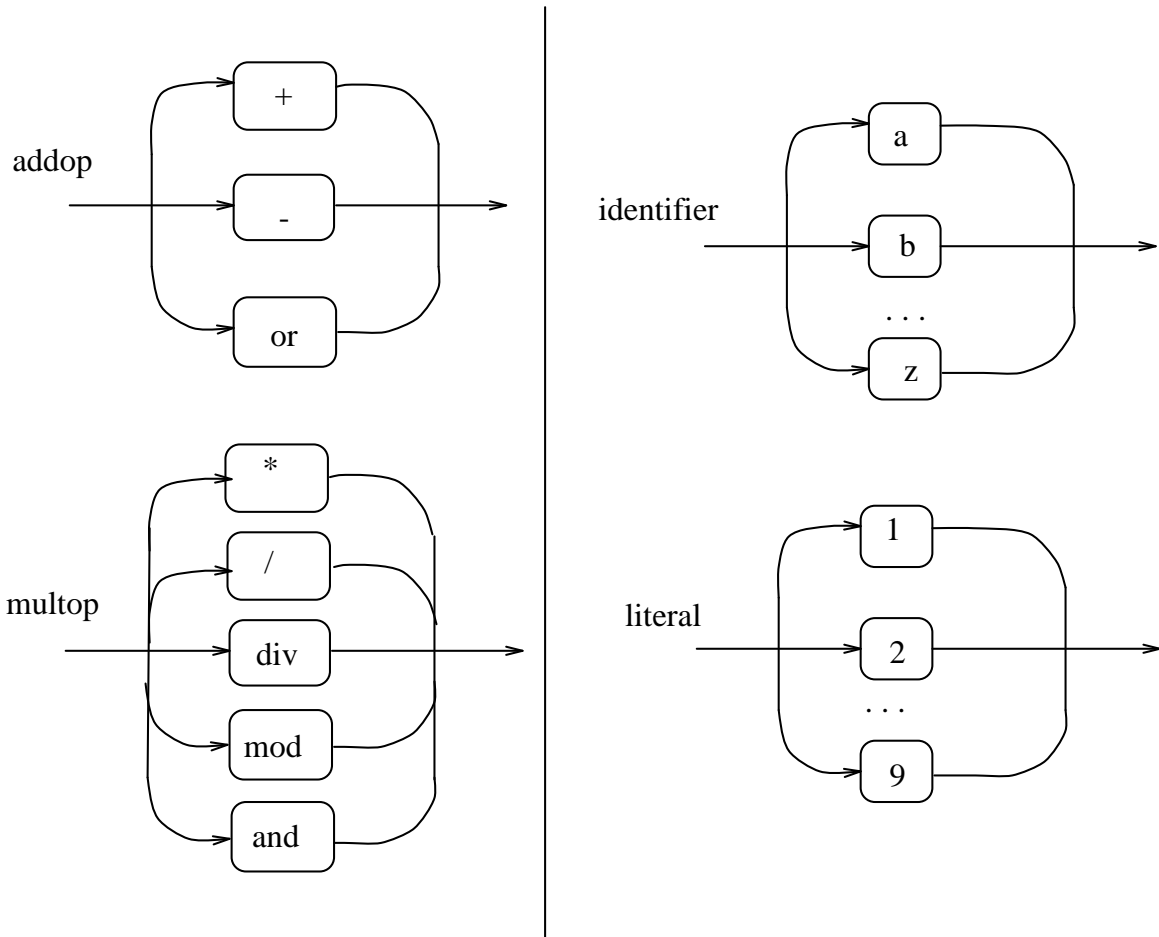 addop
+
-
or
multop
*
/
div
mod
and
identifier
a
b
. . .
z
literal
1
2
. . .
9